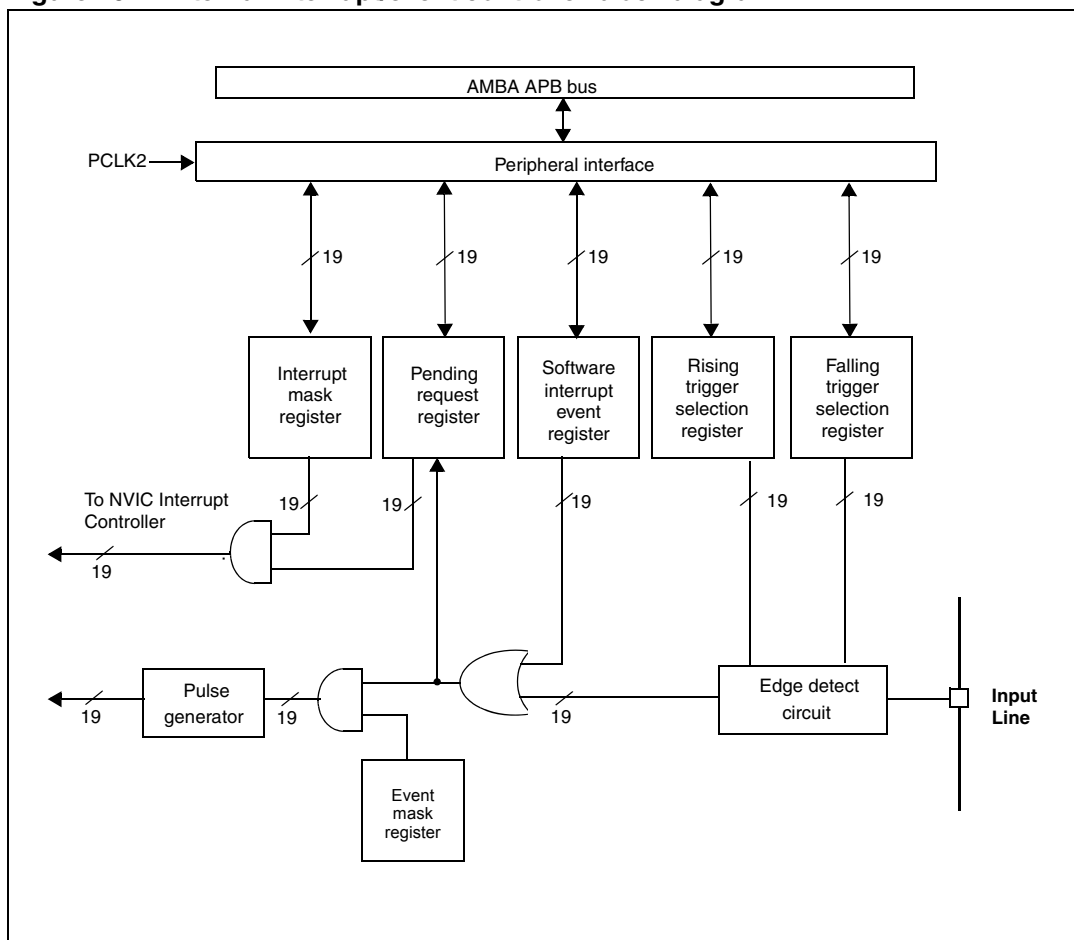 AMBA APB bus
PCLK2
Peripheral interface
19
19
19
19
19
Interrupt
mask
register
Pending
request
register
Software
interrupt
event
register
Rising
trigger
selection
register
Falling
trigger
selection
register
To NVIC Interrupt
Controller
19
19
19
19
19
19
Pulse
generator
19
19
19
Edge detect
circuit
Input
Line
Event
mask
register